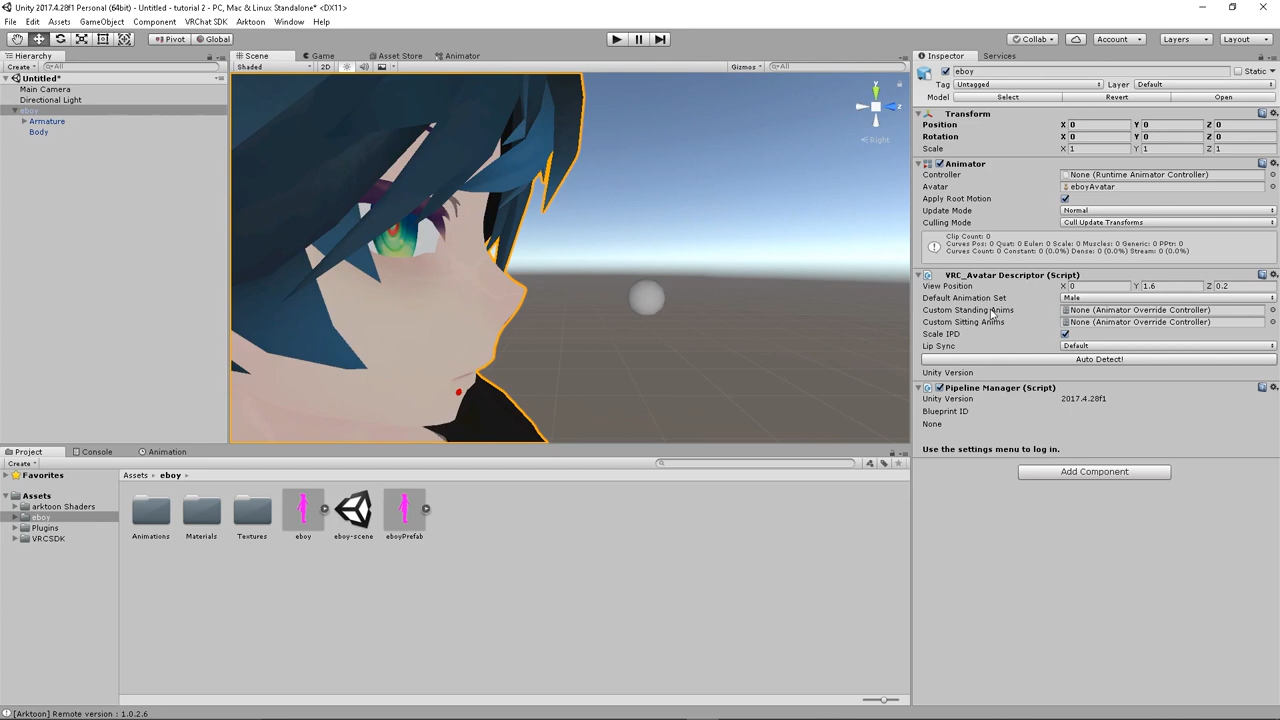 Unity 2017.4.28f1 Personal (64bit) - Untitled - tutorial 2 - PC, Mac & Linux Standalone* <DX11>
File Edit Assets GameObject Component VRChat SDK Arktoon Window Help
Pivot Global Collab Account Layers Layout
Hierarchy
Create All
Untitled*
Main Camera
Directional Light
eboy
Armature
Body
Scene Game Asset Store Animator
Shaded 2D Gizmos All
y
z
Right
Inspector Services
eboy Static
Tag Untagged Layer Default
Model Select Revert Open
Transform
Position X 0 Y 0 Z 0
Rotation X 0 Y 0 Z 0
Scale X 1 Y 1 Z 1
Animator
Controller None (Runtime Animator Controller)
Avatar eboyAvatar
Apply Root Motion
Update Mode Normal
Culling Mode Cull Update Transforms
Clip Count: 0
Curves Pos: 0 Quat: 0 Euler: 0 Scale: 0 Muscles: 0 Generic: 0 PPtr: 0
Curves Count: 0 Constant: 0 (0.0%) Dense: 0 (0.0%) Stream: 0 (0.0%)
VRC_Avatar Descriptor (Script)
View Position X 0 Y 1.6 Z 0.2
Default Animation Set Male
Custom Standing Anims None (Animator Override Controller)
Custom Sitting Anims None (Animator Override Controller)
Scale IPD
Lip Sync Default
Auto Detect!
Unity Version
Pipeline Manager (Script)
Unity Version 2017.4.28f1
Blueprint ID
None
Use the settings menu to log in.
Add Component
Project Console Animation
Create
Favorites
Assets
arktoon Shaders
eboy
Plugins
VRCSDK
Assets eboy
Animations Materials Textures eboy eboy-scene eboyPrefab
[Arktoon] Remote version : 1.0.2.6